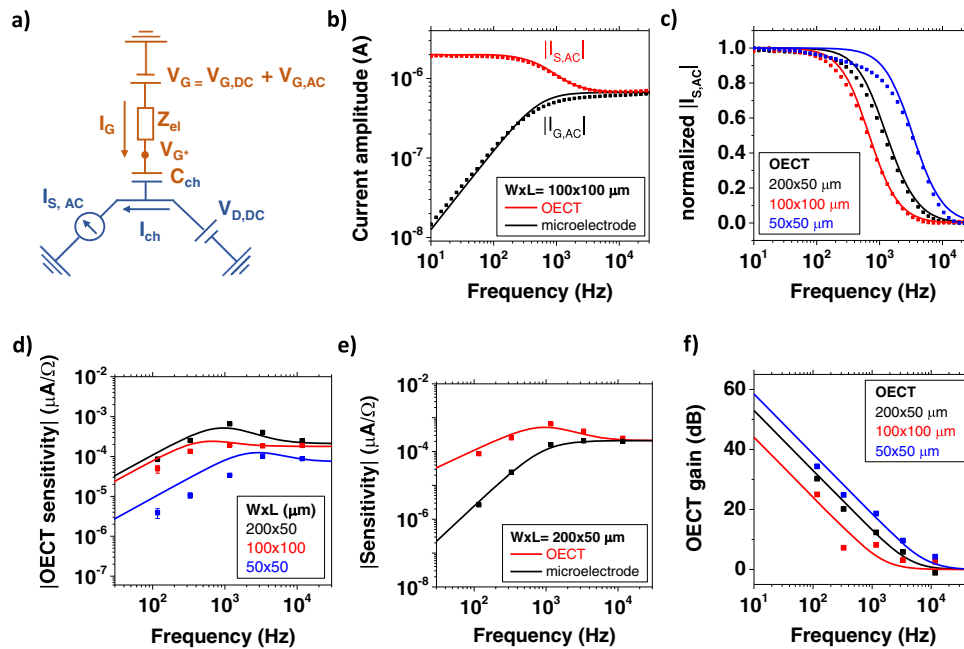 a)
V_G = V_G,DC + V_G,AC
I_G
Z_el
V_G*
C_ch
I_S, AC
V_D,DC
I_ch
b)
Current amplitude (A)
10^-6
10^-7
10^-8
|I_S,AC|
|I_G,AC|
WxL= 100x100 µm
OECT
microelectrode
10^1 10^2 10^3 10^4
Frequency (Hz)
c)
normalized |I_S,AC|
1.0
0.8
0.6
0.4
0.2
0.0
OECT
200x50 µm
100x100 µm
50x50 µm
10^1 10^2 10^3 10^4
Frequency (Hz)
d)
|OECT sensitivity| (µA/Ω)
10^-2
10^-3
10^-4
10^-5
10^-6
10^-7
WxL (µm)
200x50
100x100
50x50
10^2 10^3 10^4
Frequency (Hz)
e)
|Sensitivity| (µA/Ω)
10^-2
10^-4
10^-6
10^-8
WxL= 200x50 µm
OECT
microelectrode
10^2 10^3 10^4
Frequency (Hz)
f)
OECT gain (dB)
60
40
20
0
OECT
200x50 µm
100x100 µm
50x50 µm
10^1 10^2 10^3 10^4
Frequency (Hz)